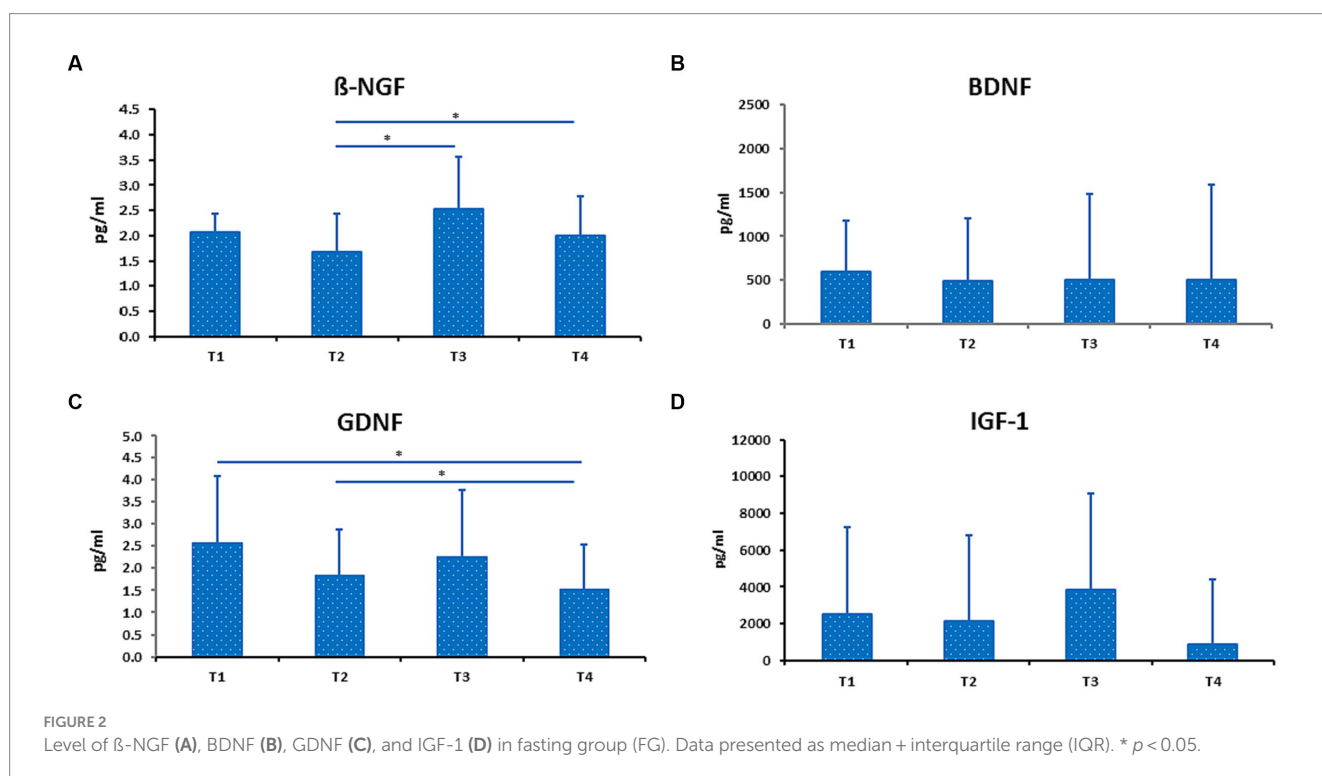 A
ß-NGF
4.5
4.0
3.5
3.0
2.5
2.0
1.5
1.0
0.5
0.0
pg/ml
*
*
T1 T2 T3 T4
B
BDNF
2500
2000
1500
1000
500
0
pg/ml
T1 T2 T3 T4
C
GDNF
5.0
4.5
4.0
3.5
3.0
2.5
2.0
1.5
1.0
0.5
0.0
pg/ml
*
*
T1 T2 T3 T4
D
IGF-1
12000
10000
8000
6000
4000
2000
0
pg/ml
T1 T2 T3 T4
FIGURE 2
Level of ß-NGF (A), BDNF (B), GDNF (C), and IGF-1 (D) in fasting group (FG). Data presented as median + interquartile range (IQR). * p < 0.05.